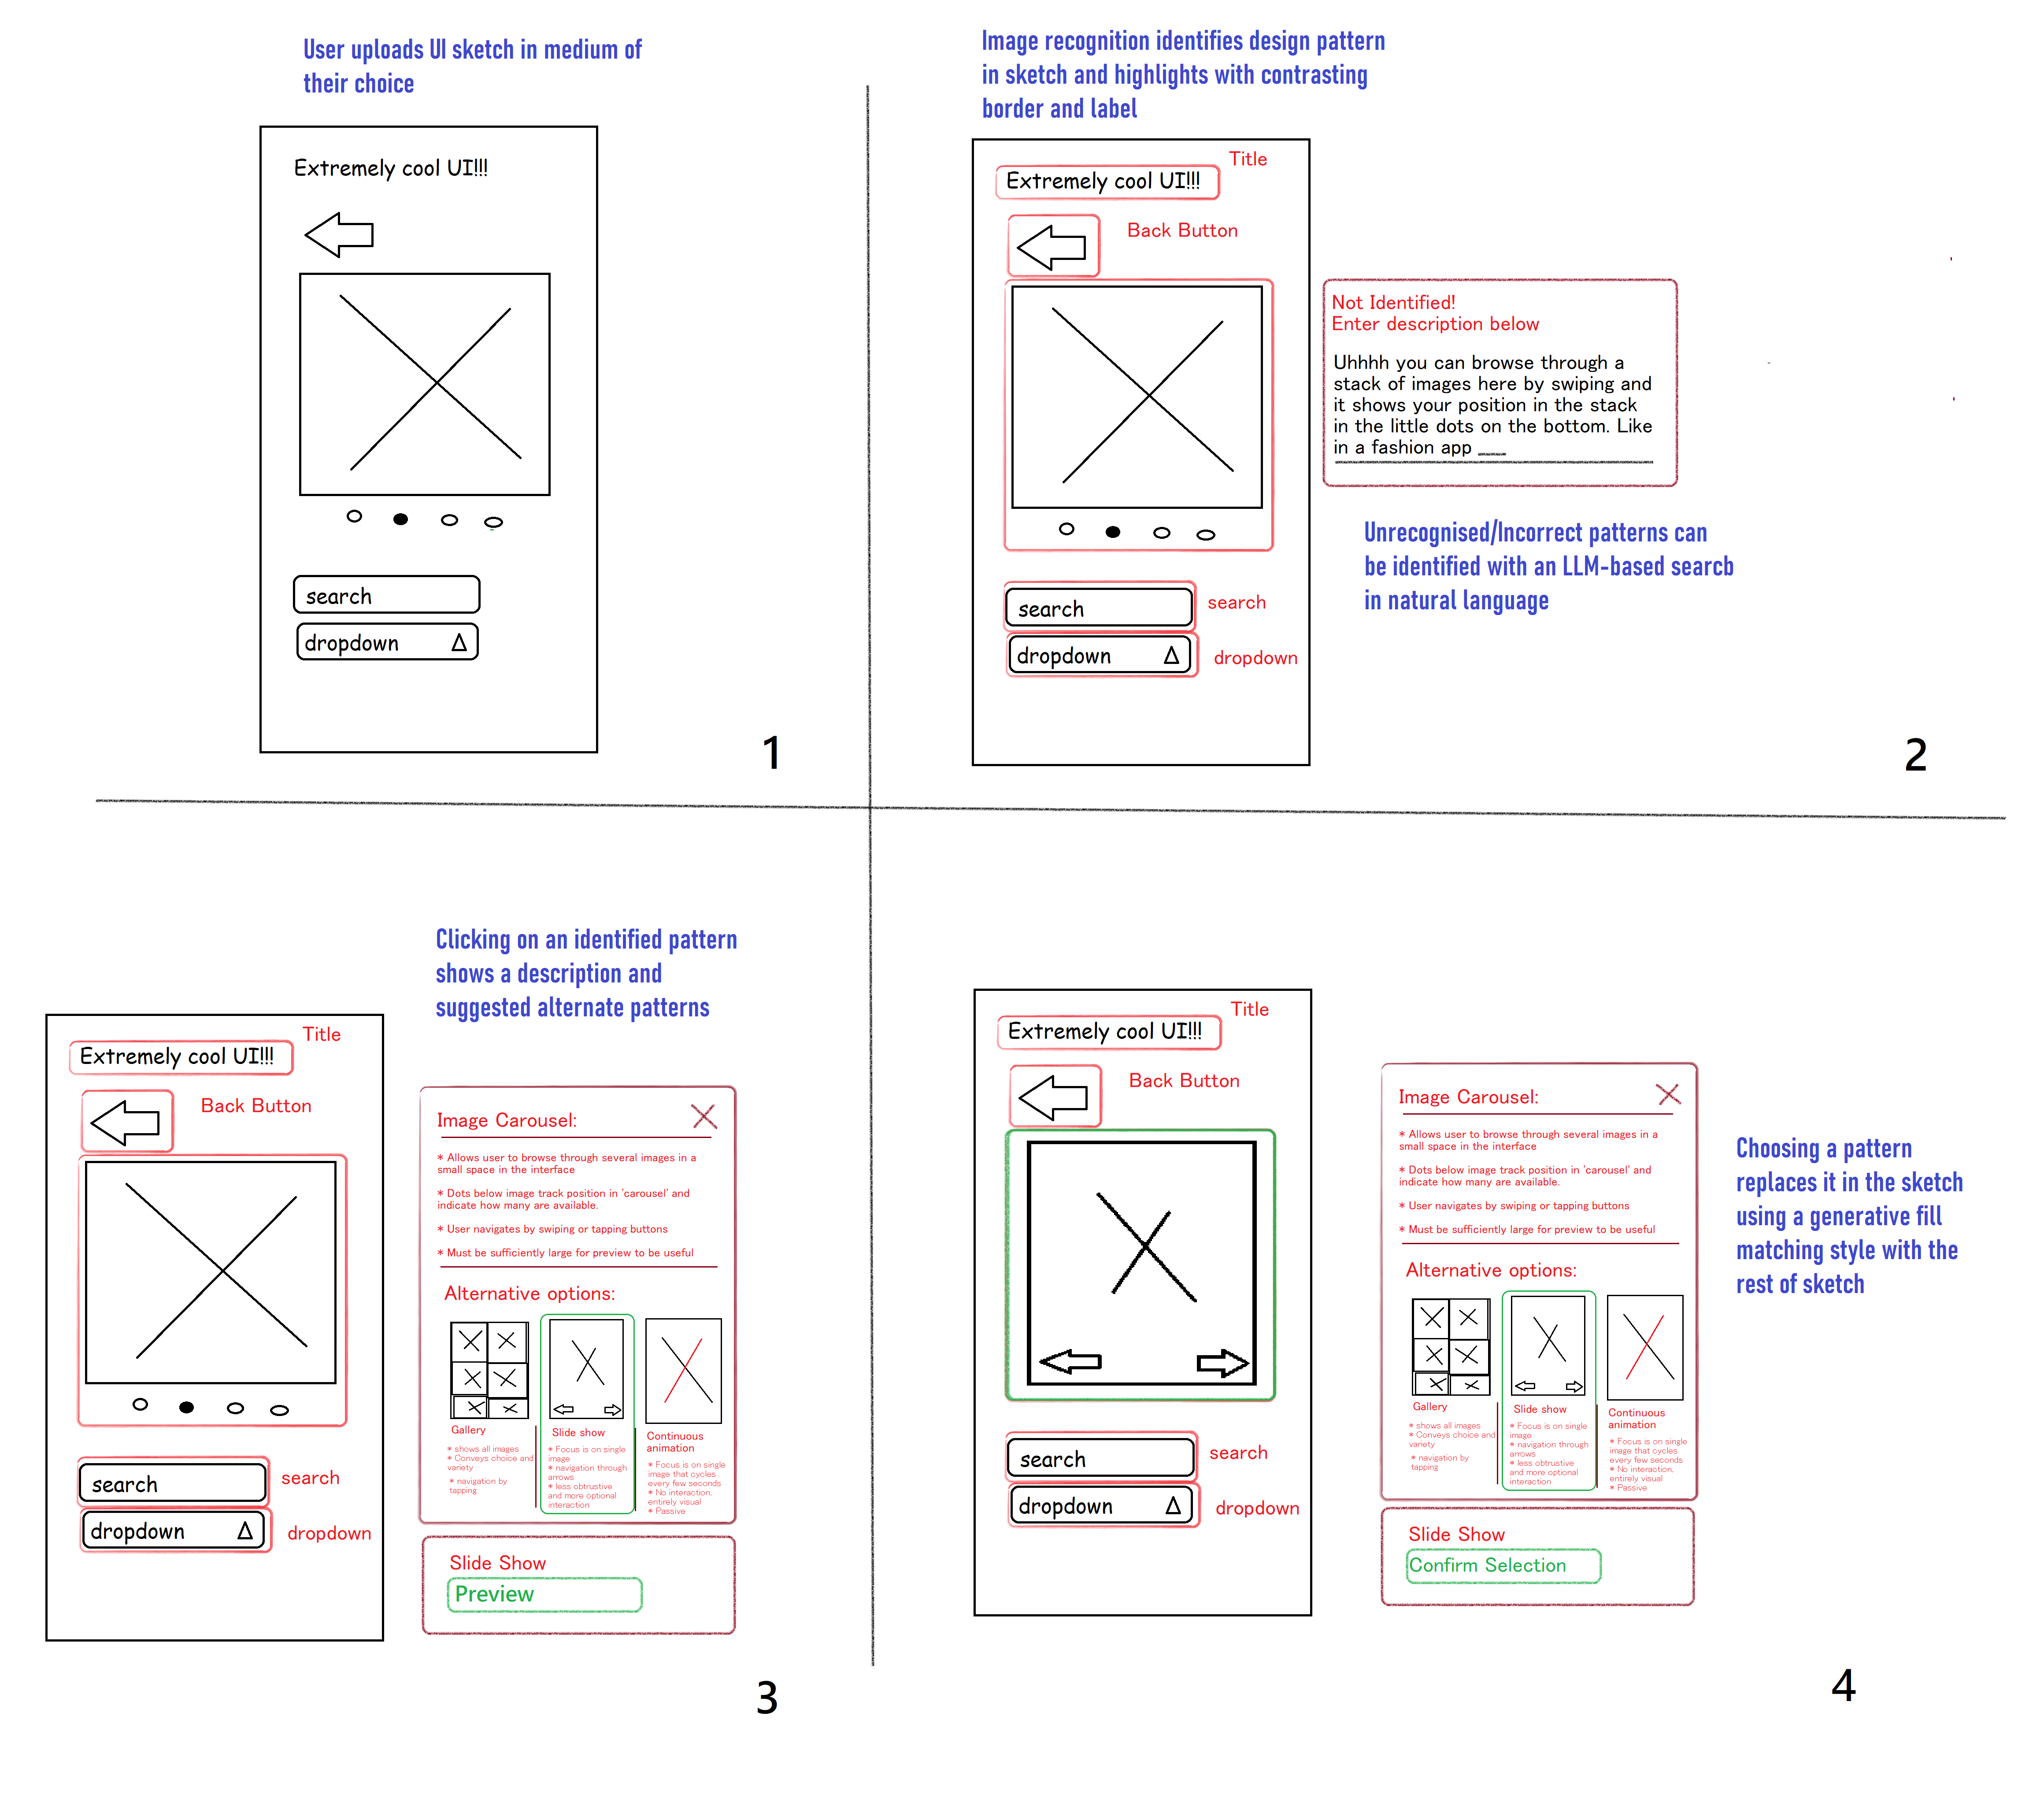 User uploads UI sketch in medium of
their choice
Extremely cool UI!!!
search
dropdown
1
Image recognition identifies design pattern
in sketch and highlights with contrasting
border and label
Title
Extremely cool UI!!!
Back Button
Not Identified!
Enter description below
Uhhhh you can browse through a
stack of images here by swiping and
it shows your position in the stack
in the little dots on the bottom. Like
in a fashion app
Unrecognised/Incorrect patterns can
be identified with an LLM-based searcb
in natural language
search
search
dropdown
dropdown
2
Clicking on an identified pattern
shows a description and
suggested alternate patterns
Title
Extremely cool UI!!!
Back Button
search
search
dropdown
dropdown
Image Carousel:
* Allows user to browse through several images in a
small space in the interface
* Dots below image track position in 'carousel' and
indicate how many are available.
* User navigates by swiping or tapping buttons
* Must be sufficiently large for preview to be useful
Alternative options:
Gallery
* shows all images
* Conveys choice and
variety
* navigation by
tapping
Slide show
* Focus is on single
image
* navigation through
arrows
* less obtrustive
and more optional
interaction
Continuous
animation
* Focus is on single
image that cycles
every few seconds
* No interaction.
entirely visual
* Passive
Slide Show
Preview
3
Title
Extremely cool UI!!!
Back Button
search
search
dropdown
dropdown
Image Carousel:
* Allows user to browse through several images in a
small space in the interface
* Dots below image track position in 'carousel' and
indicate how many are available.
* User navigates by swiping or tapping buttons
* Must be sufficiently large for preview to be useful
Alternative options:
Gallery
* shows all images
* Conveys choice and
variety
* navigation by
tapping
Slide show
* Focus is on single
image
* navigation through
arrows
* less obtrustive
and more optional
interaction
Continuous
animation
* Focus is on single
image that cycles
every few seconds
* No interaction.
entirely visual
* Passive
Slide Show
Confirm Selection
Choosing a pattern
replaces it in the sketch
using a generative fill
matching style with the
rest of sketch
4